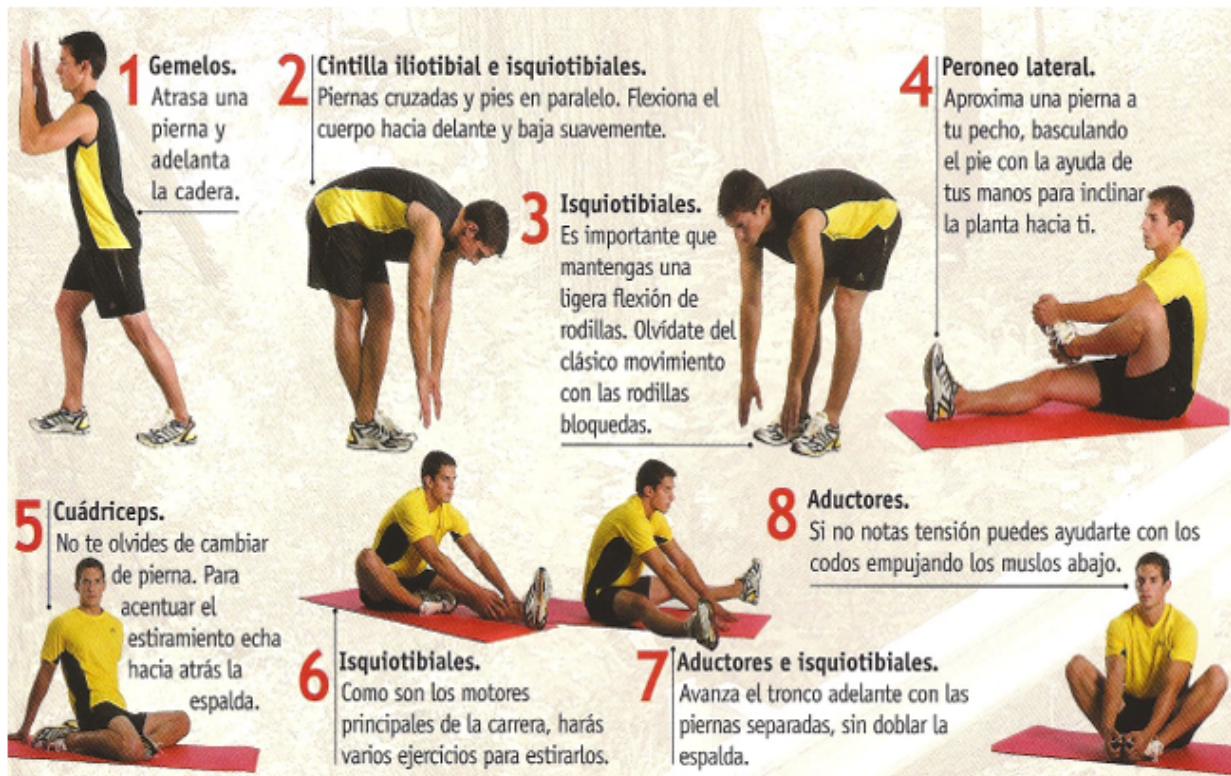 1 Gemelos.
Atrasa una
pierna y
adelanta
la cadera.
2 Cintilla iliotibial e isquiotibiales.
Piernas cruzadas y pies en paralelo. Flexiona el
cuerpo hacia delante y baja suavemente.
3 Isquiotibiales.
Es importante que
mantengas una
ligera flexión de
rodillas. Olvídate del
clásico movimiento
con las rodillas
bloquedas.
4 Peroneo lateral.
Aproxima una pierna a
tu pecho, basculando
el pie con la ayuda de
tus manos para inclinar
la planta hacia ti.
5 Cuádriceps.
No te olvides de cambiar
de pierna. Para
acentuar el
estiramiento echa
hacia atrás la
espalda.
6 Isquiotibiales.
Como son los motores
principales de la carrera, harás
varios ejercicios para estirarlos.
7 Aductores e isquiotibiales.
Avanza el tronco adelante con las
piernas separadas, sin doblar la
espalda.
8 Aductores.
Si no notas tensión puedes ayudarte con los
codos empujando los muslos abajo.